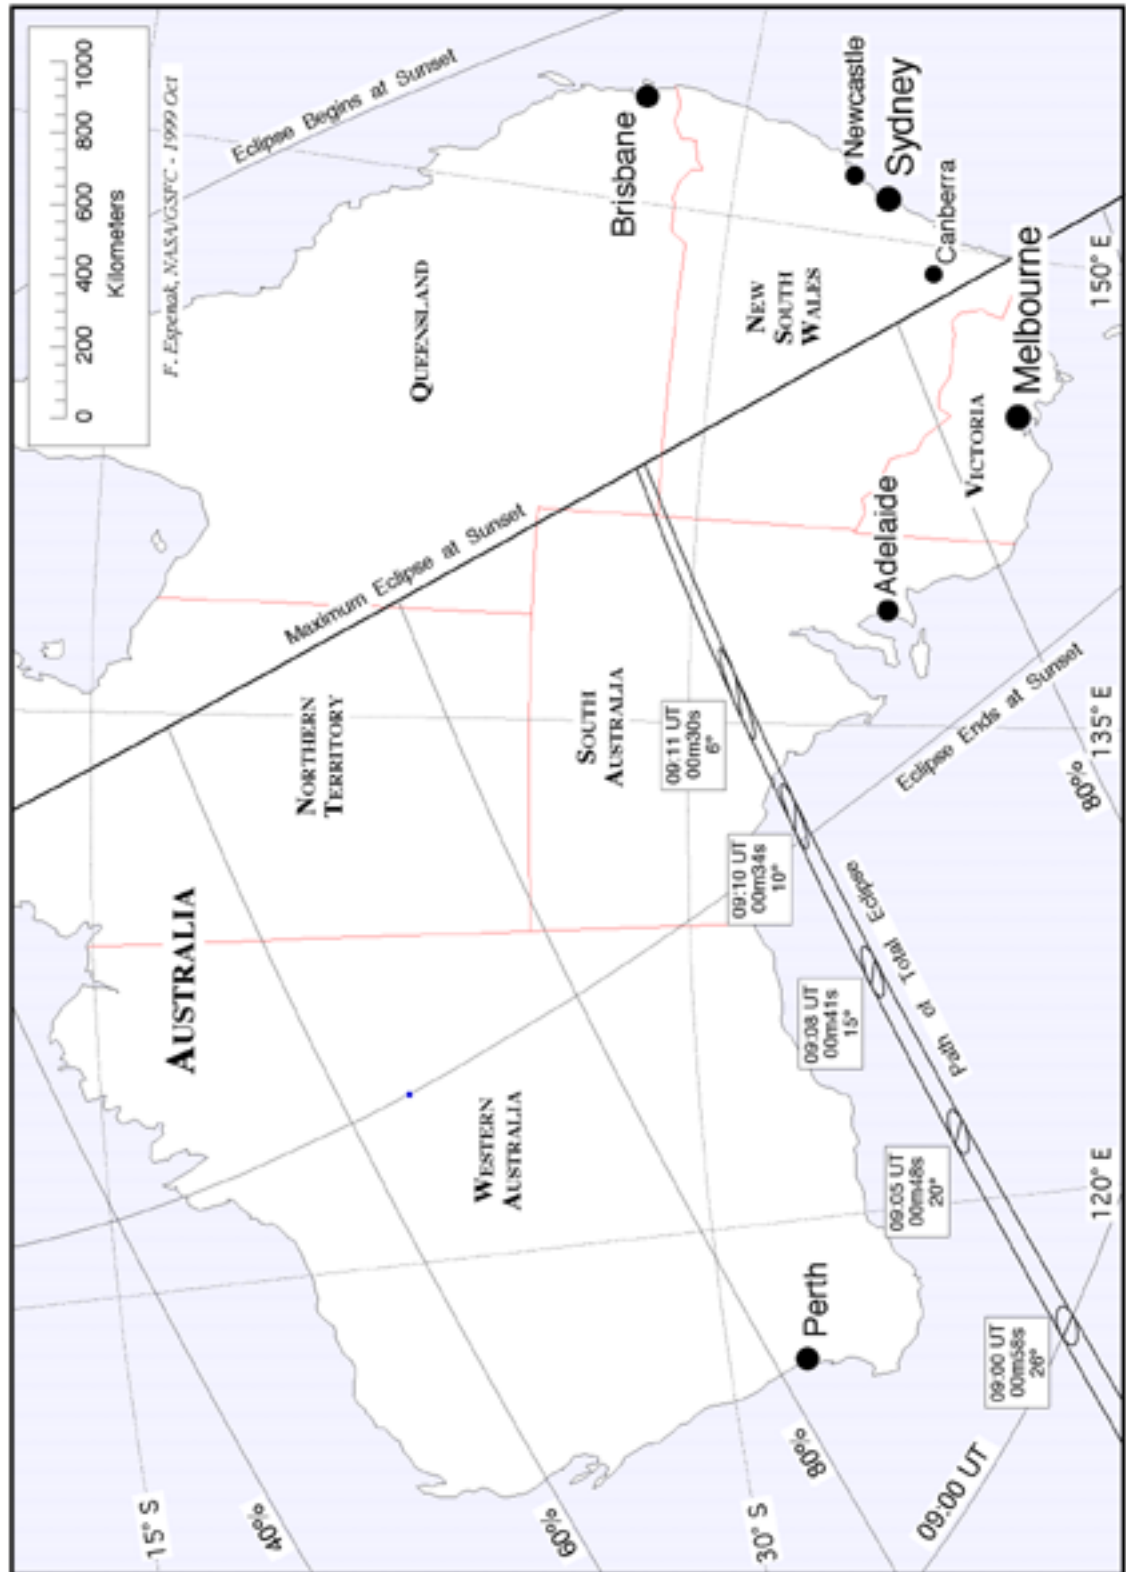 0 200 400 600 800 1000
Kilometers
F. Espenak, NASA/GSFC - 1999 Oct
Eclipse Begins at Sunset
Maximum Eclipse at Sunset
Eclipse Ends at Sunset
Path of Total Eclipse
AUSTRALIA
NORTHERN
TERRITORY
QUEENSLAND
WESTERN
AUSTRALIA
SOUTH
AUSTRALIA
NEW
SOUTH
WALES
VICTORIA
Brisbane
Newcastle
Sydney
Canberra
Melbourne
Adelaide
Perth
09:00 UT
00m58s
26°
09:05 UT
00m48s
20°
09:08 UT
00m41s
15°
09:10 UT
00m34s
10°
09:11 UT
00m30s
6°
15° S
40%
60%
30° S
80%
09:00 UT
120° E
80%
135° E
150° E